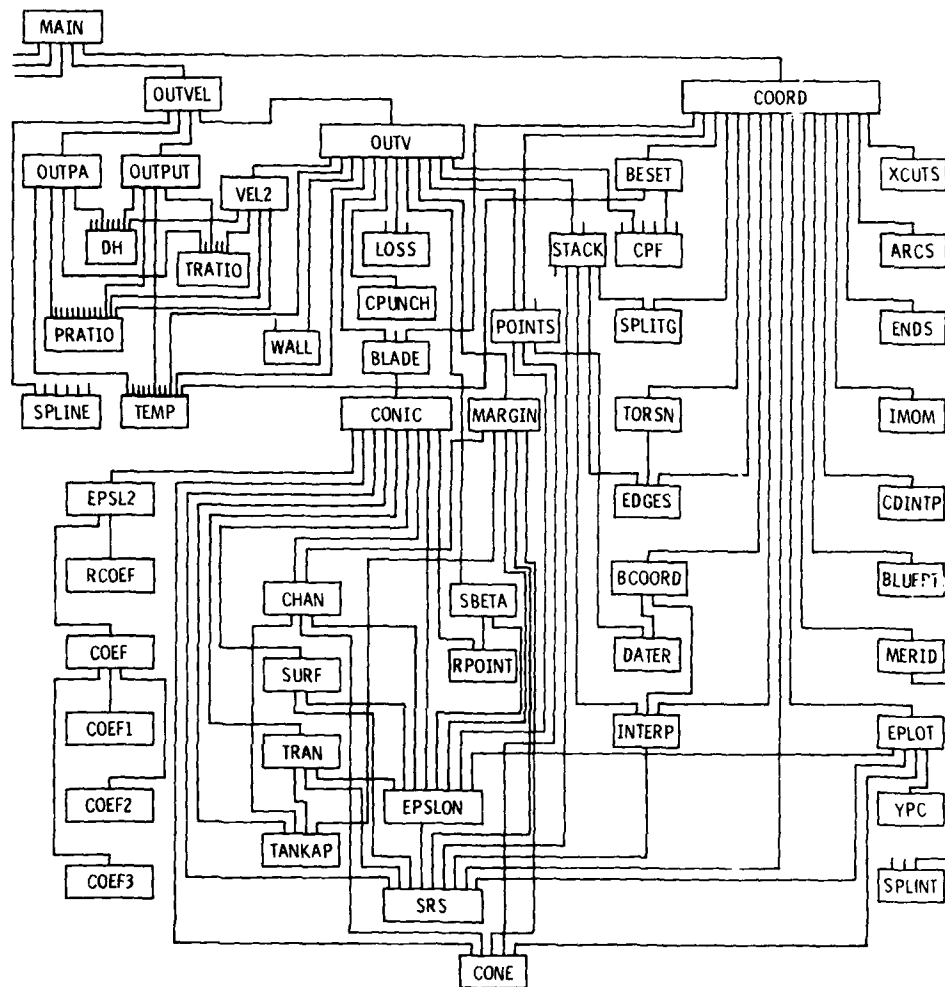 MAIN
OUTVEL
COORD
OUTV
OUTPA
OUTPUT
VEL2
BESET
XCUTS
DH
TRATIO
LOSS
STACK
CPF
ARCS
CPUNCH
PRATIO
WALL
BLADE
POINTS
SPLITG
ENDS
SPLINE
TEMP
CONIC
MARGIN
TORSN
IMOM
EPSL2
EDGES
CDINTP
RCOEF
CHAN
SBETA
BCOORD
BLUEPT
COEF
SURF
RPOINT
DATER
MERID
COEF1
TRAN
INTERP
EPLOT
COEF2
EPSLON
YPC
TANKAP
COEF3
SRS
SPLINT
CONE